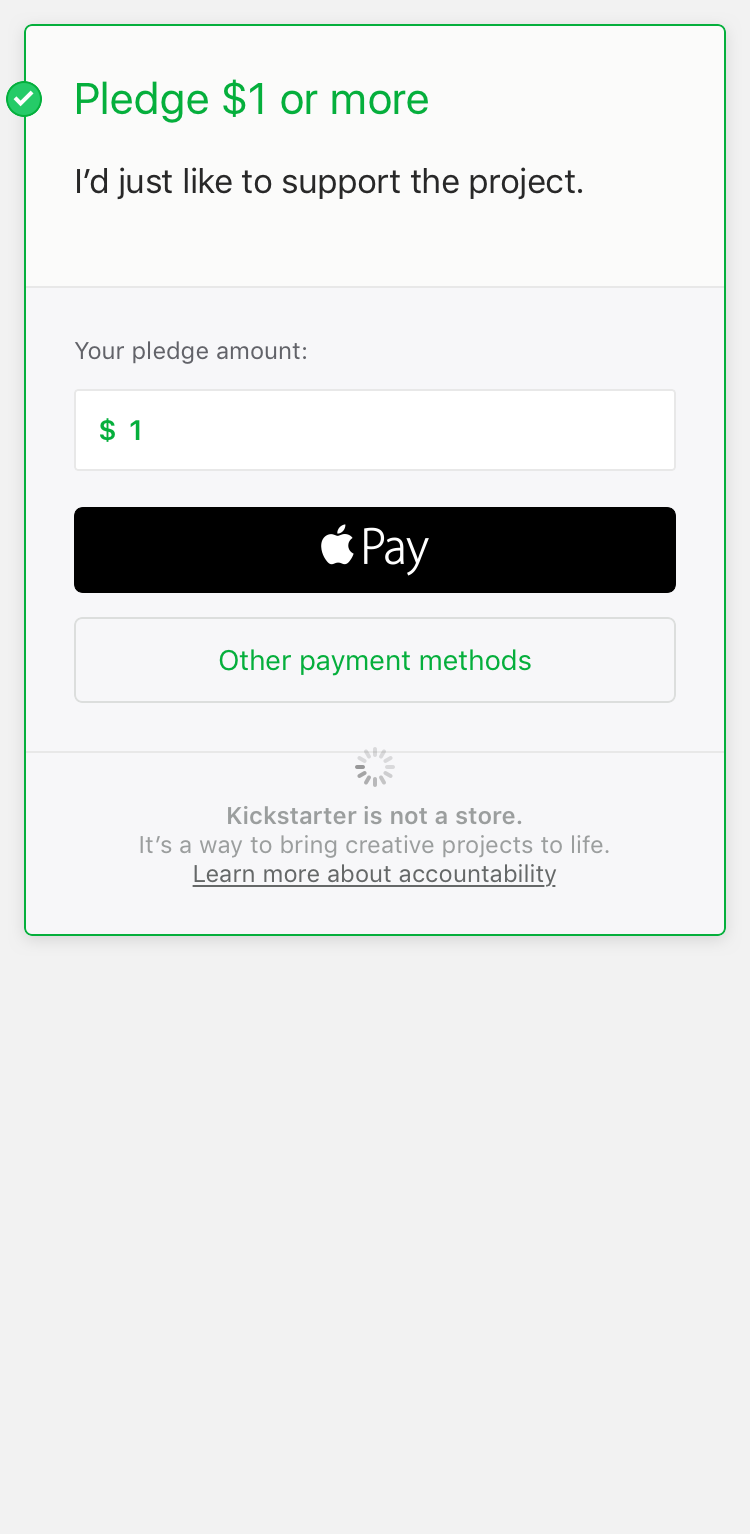 Pledge $1 or more
I’d just like to support the project.
Your pledge amount:
$ 1
Pay
Other payment methods
Kickstarter is not a store.
It’s a way to bring creative projects to life.
Learn more about accountability